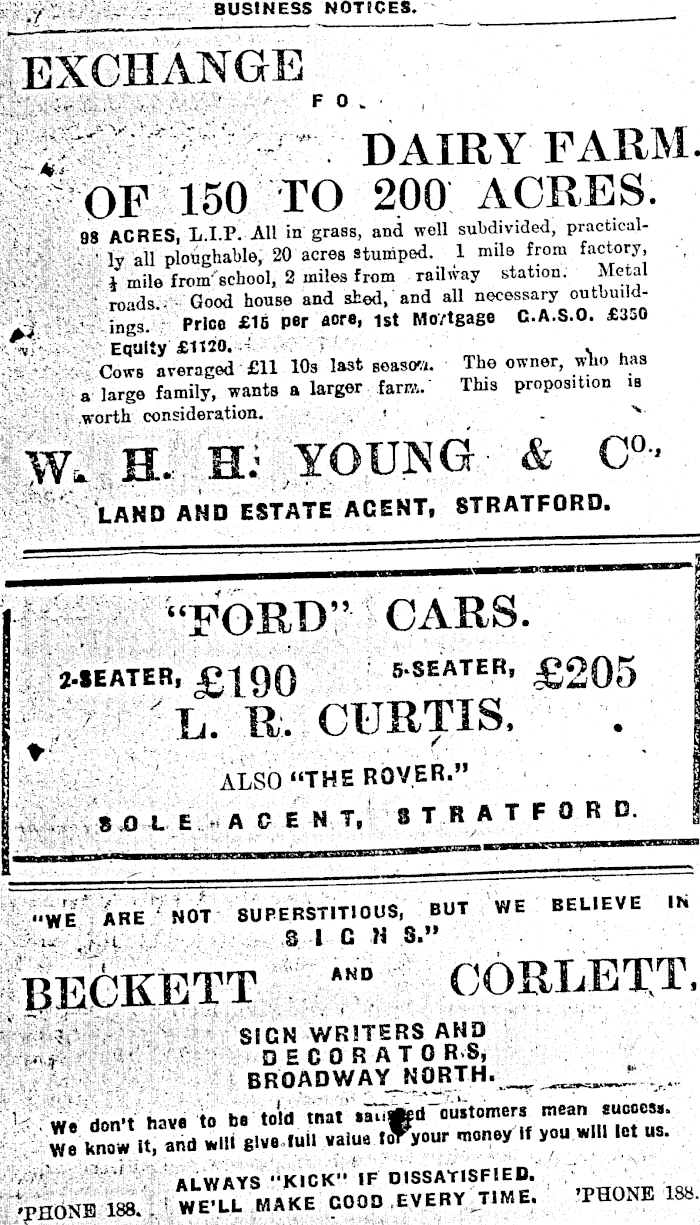 BUSINESS NOTICES.
EXCHANGE
FO
DAIRY FARM.
OF 150 TO 200 ACRES.
98 ACRES, L.I.P. All in grass, and well subdivided, practical-
ly all ploughable, 20 acres stumped. 1 mile from factory,
½ mile from school, 2 miles from railway station. Metal
roads. Good house and shed, and all necessary outbuild-
ings. Price £15 per acre, 1st Mortgage C.A.S.O. £350
Equity £1120.
Cows averaged £11 10s last season. The owner, who has
a large family, wants a larger farm. This proposition is
worth consideration.
W. H. H. YOUNG & Co.,
LAND AND ESTATE AGENT, STRATFORD.
"FORD" CARS.
2-SEATER, £190 5-SEATER, £205
L. R. CURTIS,
ALSO "THE ROVER."
SOLE AGENT, STRATFORD.
"WE ARE NOT SUPERSTITIOUS, BUT WE BELIEVE IN
SIGNS."
BECKETT AND CORLETT,
SIGN WRITERS AND
DECORATORS,
BROADWAY NORTH.
We don't have to be told that satisfied customers mean success.
We know it, and will give full value for your money if you will let us.
ALWAYS "KICK" IF DISSATISFIED.
'PHONE 188. WE'LL MAKE GOOD EVERY TIME. 'PHONE 188.